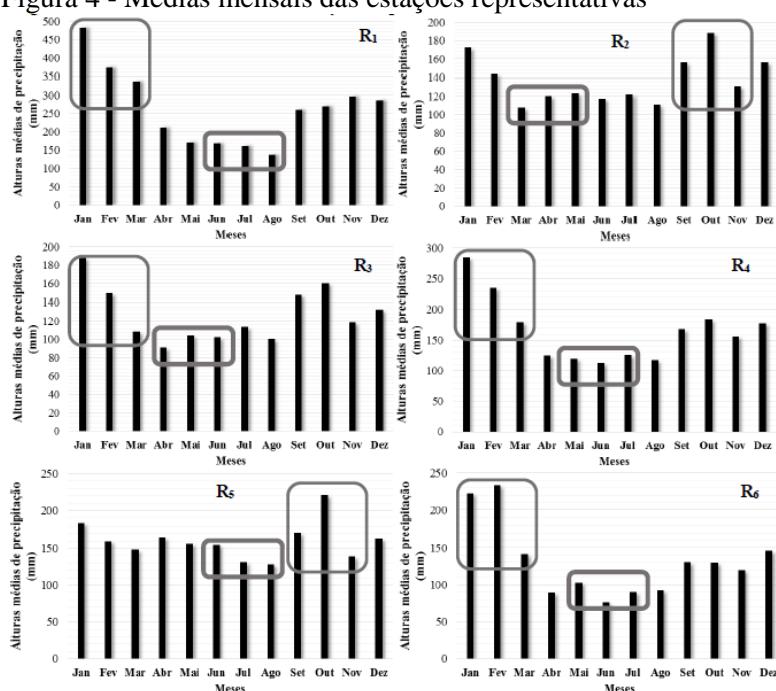 Figura 4 - Médias mensais das estações representativas
R1
Alturas médias de precipitação (mm)
500
450
400
350
300
250
200
150
100
50
0
Jan Fev Mar Abr Mai Jun Jul Ago Set Out Nov Dez
Meses
R2
Alturas médias de precipitação (mm)
200
180
160
140
120
100
80
60
40
20
0
Jan Fev Mar Abr Mai Jun Jul Ago Set Out Nov Dez
Meses
R3
Alturas médias de precipitação (mm)
200
180
160
140
120
100
80
60
40
20
0
Jan Fev Mar Abr Mai Jun Jul Ago Set Out Nov Dez
Meses
R4
Alturas médias de precipitação (mm)
300
250
200
150
100
50
0
Jan Fev Mar Abr Mai Jun Jul Ago Set Out Nov Dez
Meses
R5
Alturas médias de precipitação (mm)
250
200
150
100
50
0
Jan Fev Mar Abr Mai Jun Jul Ago Set Out Nov Dez
Meses
R6
Alturas médias de precipitação (mm)
250
200
150
100
50
0
Jan Fev Mar Abr Mai Jun Jul Ago Set Out Nov Dez
Meses